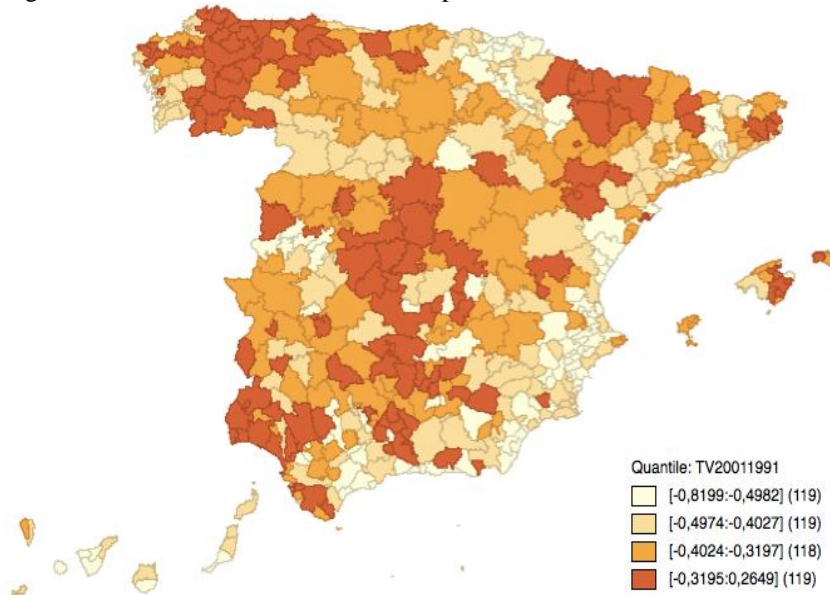 Quantile: TV20011991
[-0,8199:-0,4982] (119)
[-0,4974:-0,4027] (119)
[-0,4024:-0,3197] (118)
[-0,3195:0,2649] (119)